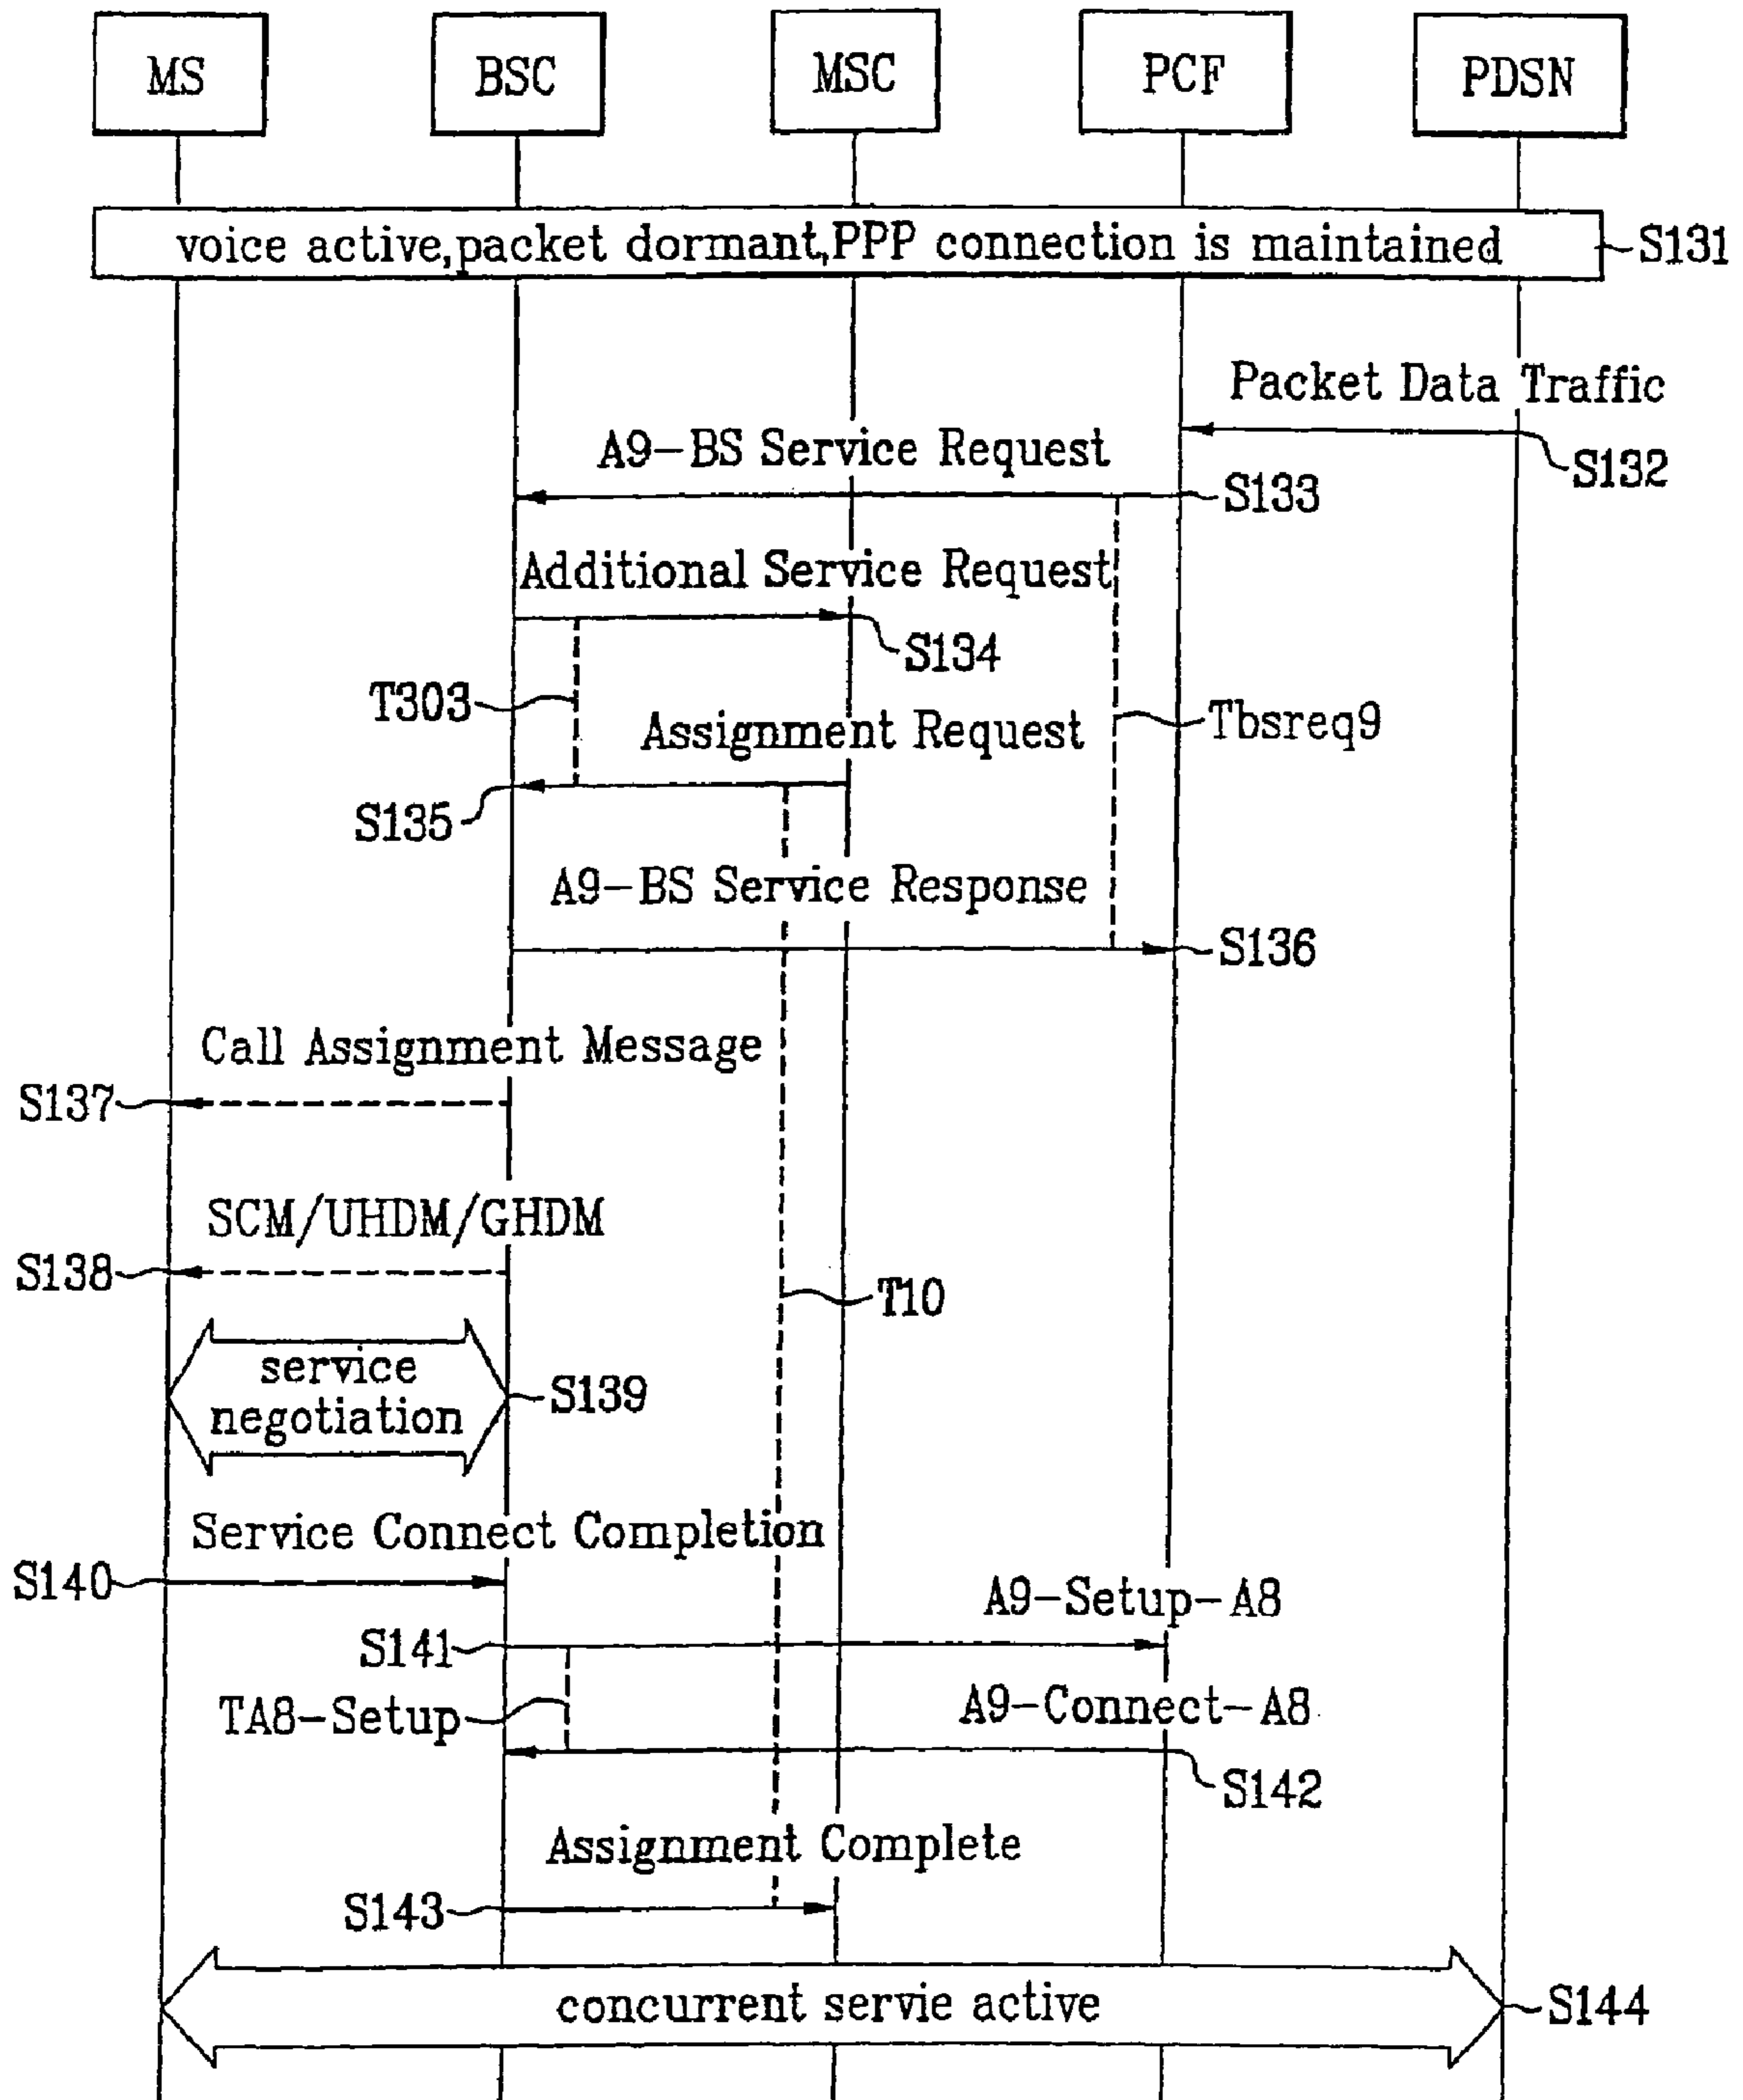 MS BSC MSC PCF PDSN
voice active,packet dormant,PPP connection is maintained S131
Packet Data Traffic
S132
A9-BS Service Request
S133
Additional Service Request
S134
T303
Assignment Request
Tbsreq9
S135
A9-BS Service Response
S136
Call Assignment Message
S137
SCM/UHDM/GHDM
S138
T10
service
negotiation
S139
Service Connect Completion
S140
A9-Setup-A8
S141
TA8-Setup
A9-Connect-A8
S142
Assignment Complete
S143
concurrent servie active
S144